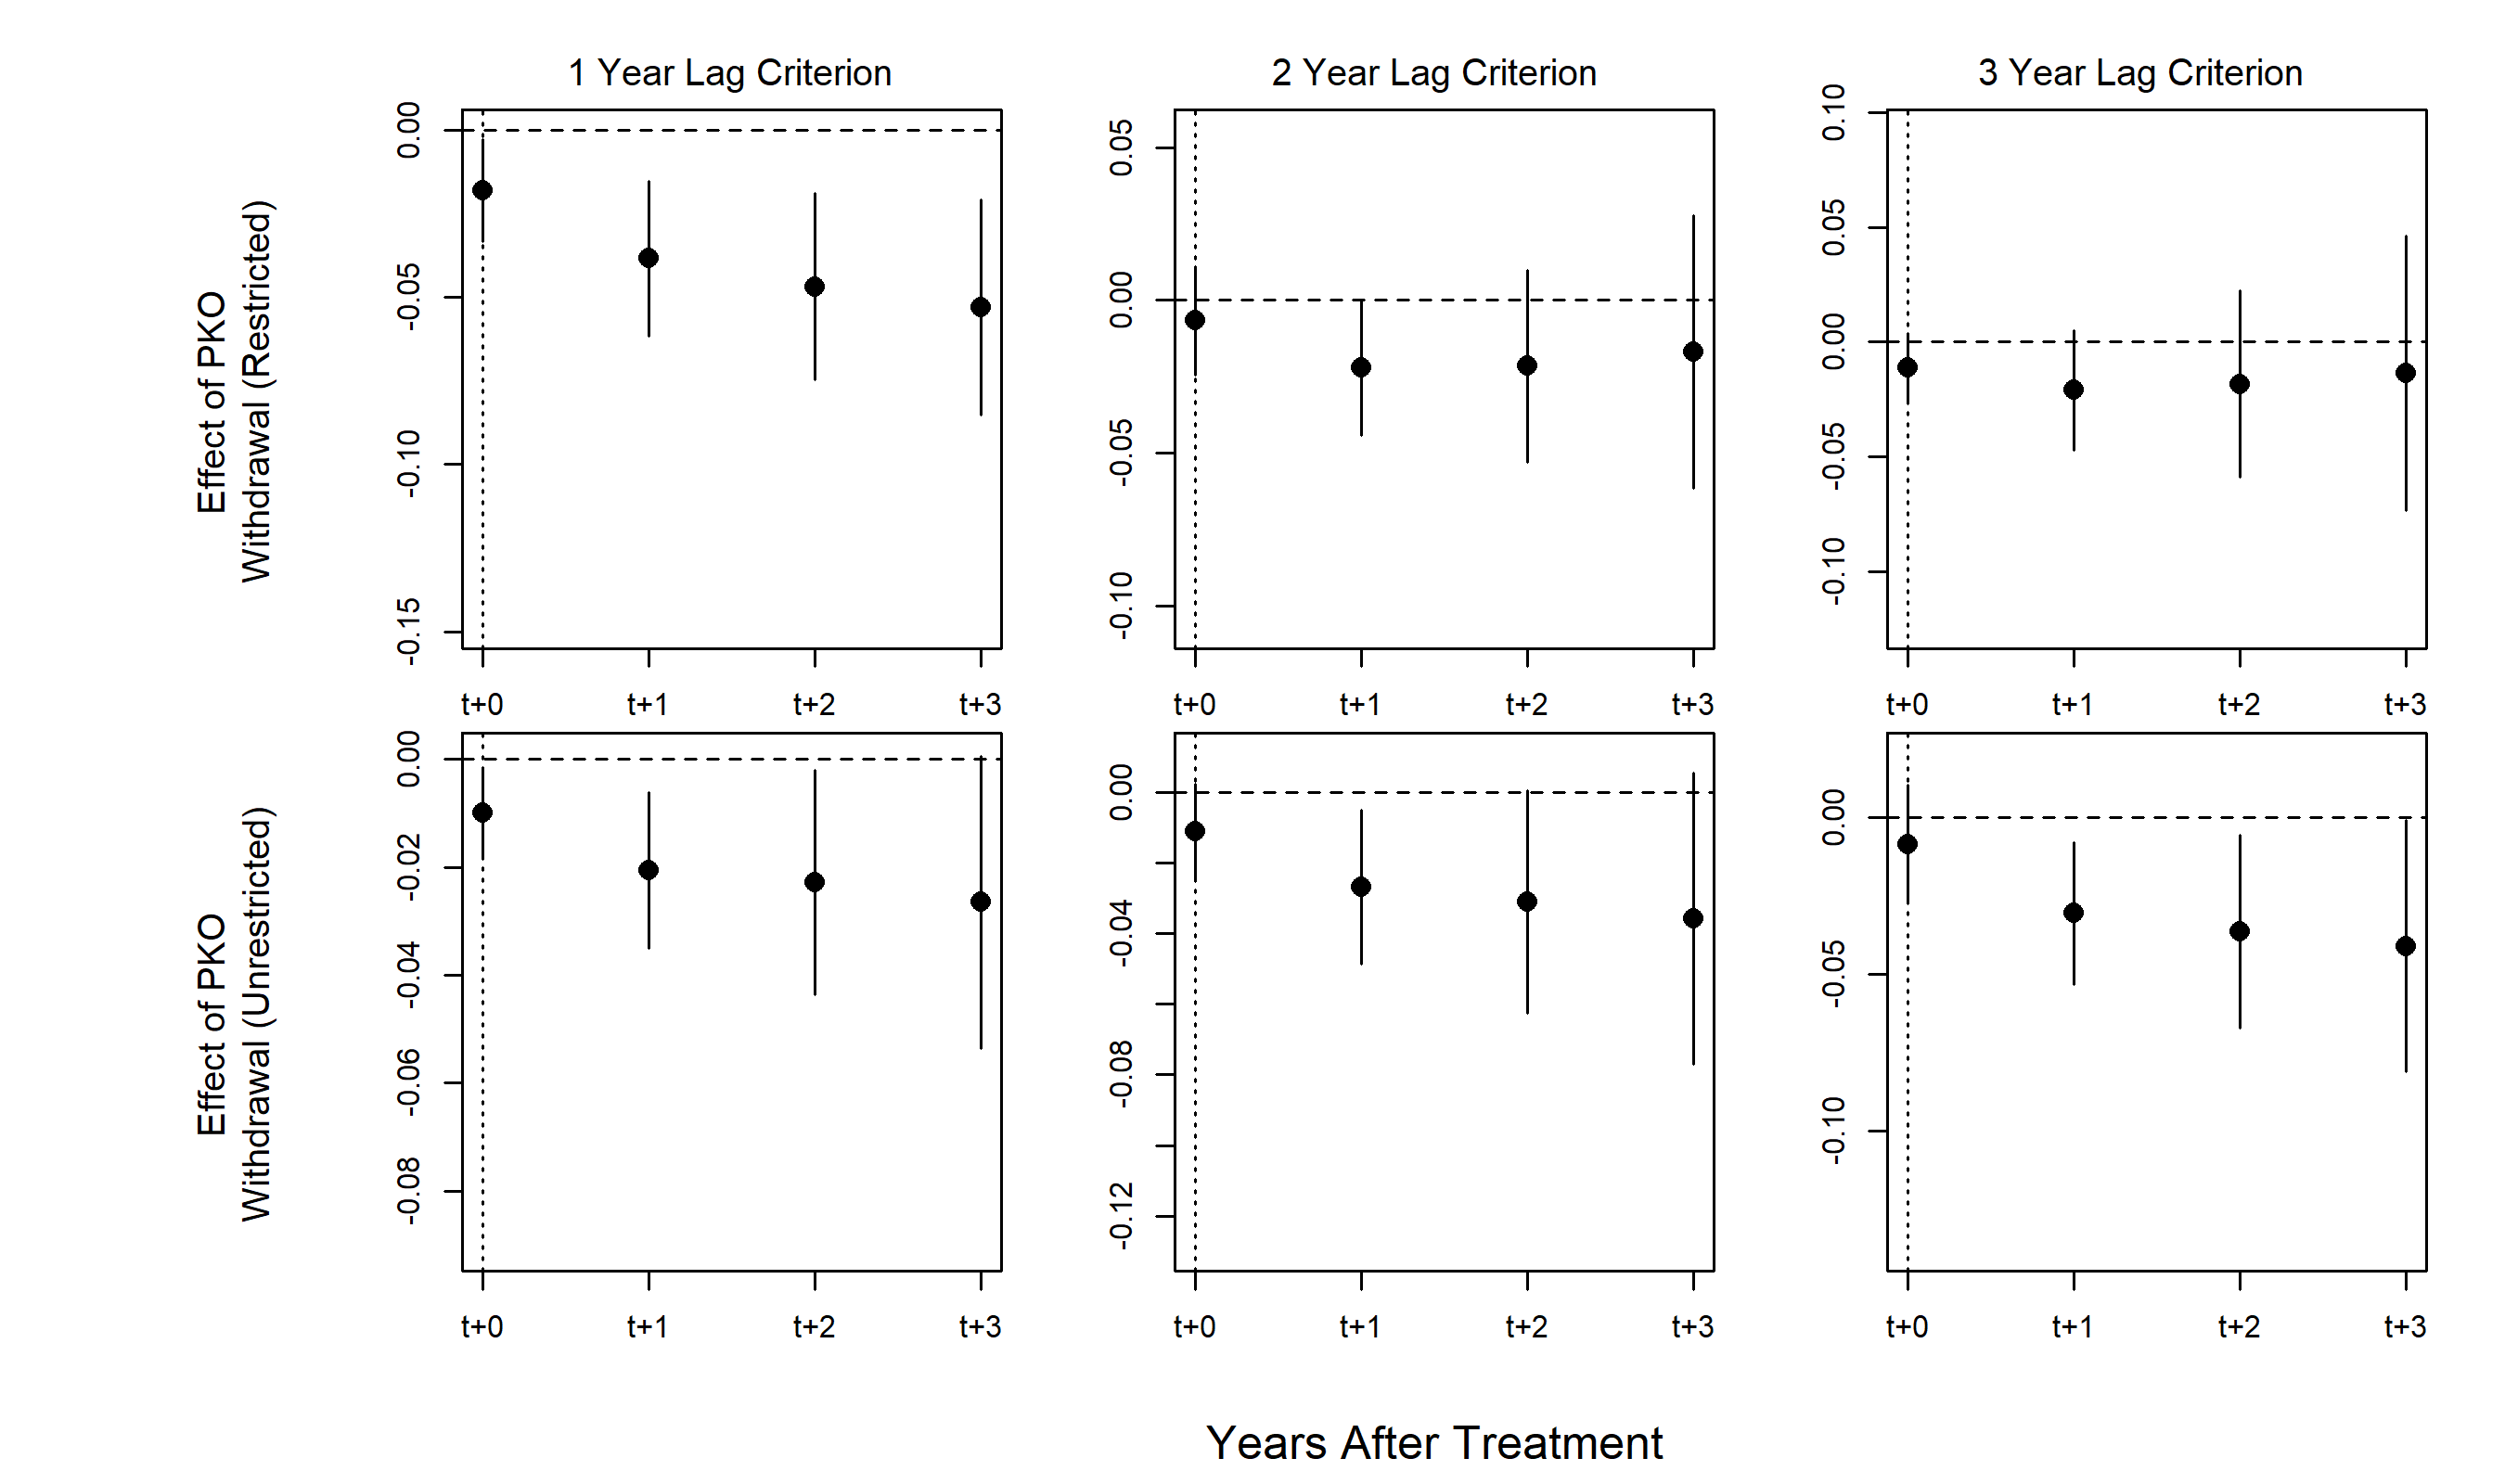 1 Year Lag Criterion
2 Year Lag Criterion
3 Year Lag Criterion
Effect of PKO
Withdrawal (Restricted)
0.00
-0.05
-0.10
-0.15
t+0 t+1 t+2 t+3
0.05
0.00
-0.05
-0.10
t+0 t+1 t+2 t+3
0.10
0.05
0.00
-0.05
-0.10
t+0 t+1 t+2 t+3
Effect of PKO
Withdrawal (Unrestricted)
0.00
-0.02
-0.04
-0.06
-0.08
t+0 t+1 t+2 t+3
0.00
-0.04
-0.08
-0.12
t+0 t+1 t+2 t+3
0.00
-0.05
-0.10
t+0 t+1 t+2 t+3
Years After Treatment